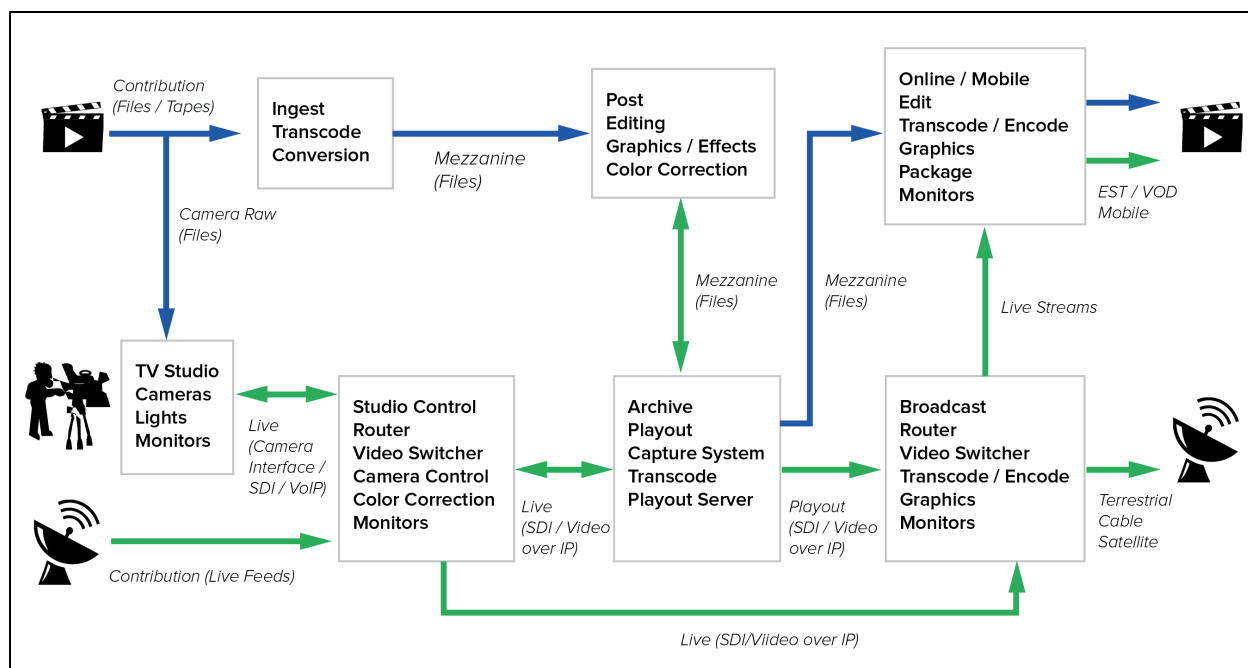 Contribution
(Files / Tapes)
Ingest
Transcode
Conversion
Mezzanine
(Files)
Post
Editing
Graphics / Effects
Color Correction
Online / Mobile
Edit
Transcode / Encode
Graphics
Package
Monitors
EST / VOD
Mobile
Camera Raw
(Files)
Mezzanine
(Files)
Mezzanine
(Files)
Live Streams
TV Studio
Cameras
Lights
Monitors
Live
(Camera
Interface /
SDI / VoIP)
Studio Control
Router
Video Switcher
Camera Control
Color Correction
Monitors
Live
(SDI / Video
over IP)
Archive
Playout
Capture System
Transcode
Playout Server
Playout
(SDI / Video
over IP)
Broadcast
Router
Video Switcher
Transcode / Encode
Graphics
Monitors
Terrestrial
Cable
Satellite
Contribution (Live Feeds)
Live (SDI/Viideo over IP)